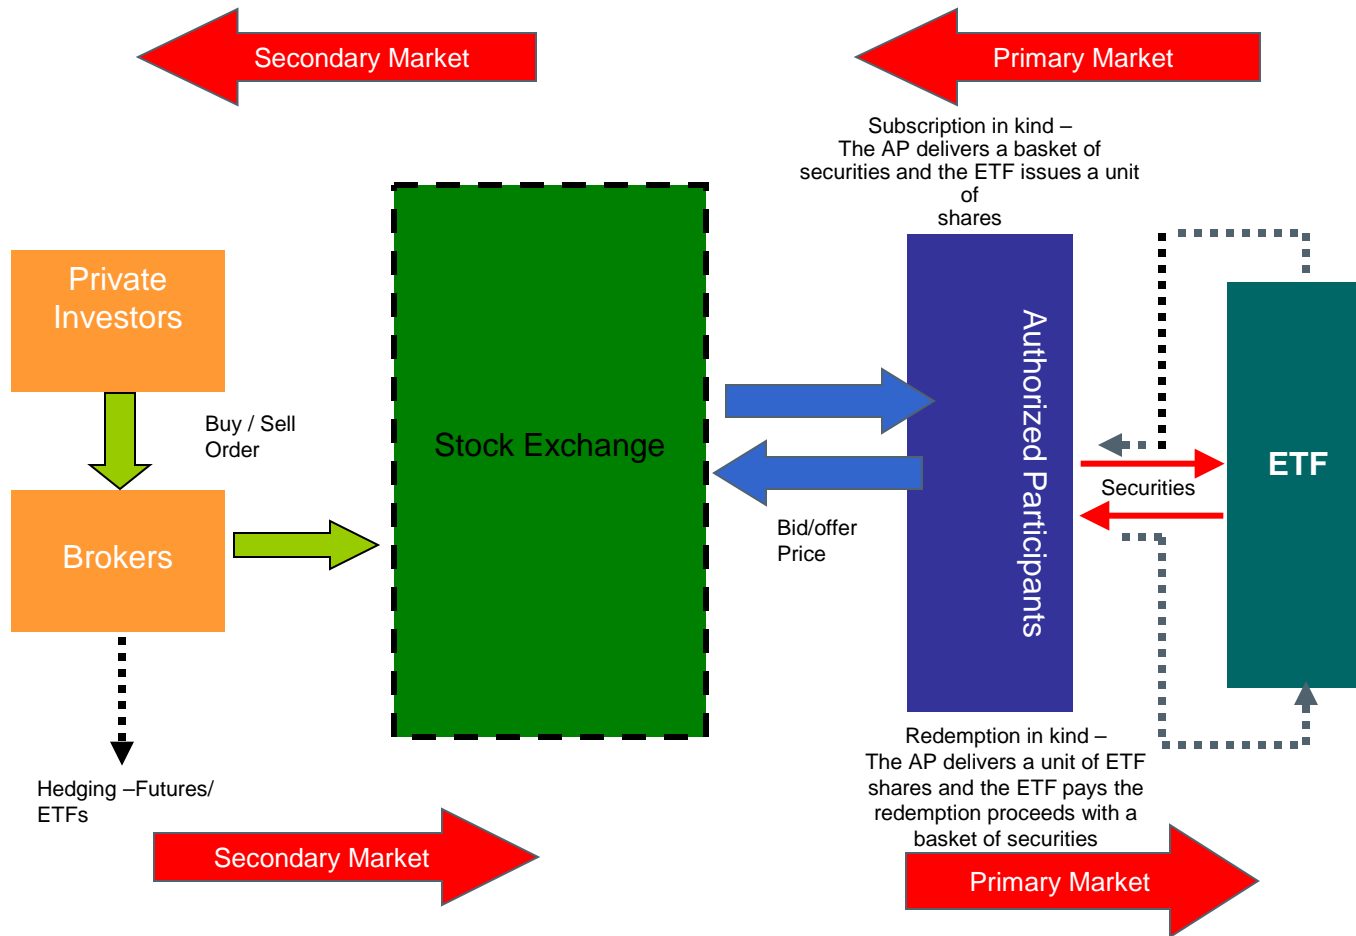 Secondary Market
Primary Market
Subscription in kind –
The AP delivers a basket of
securities and the ETF issues a unit
of
shares
Private
Investors
Buy / Sell
Order
Stock Exchange
Authorized Participants
ETF
Securities
Brokers
Bid/offer
Price
Hedging –Futures/
ETFs
Redemption in kind –
The AP delivers a unit of ETF
shares and the ETF pays the
redemption proceeds with a
basket of securities
Secondary Market
Primary Market